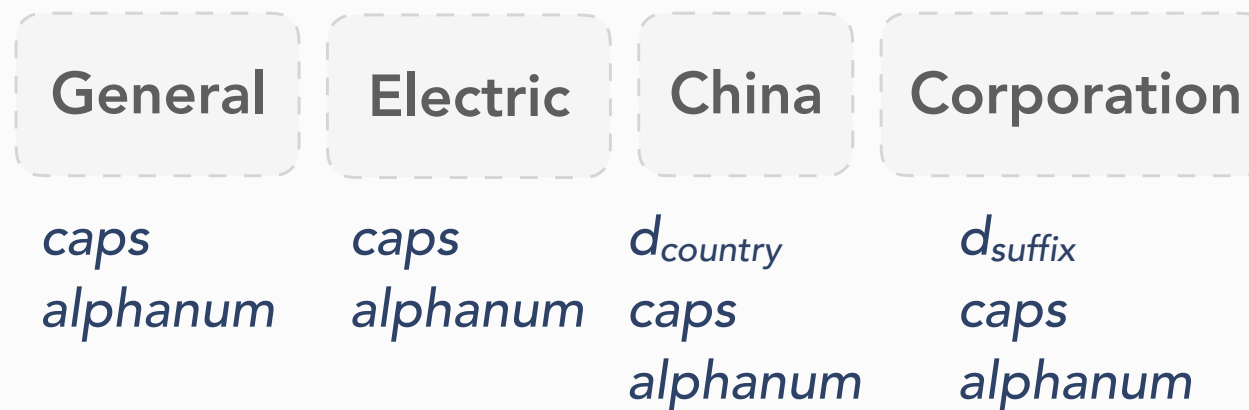 General Electric China Corporation
caps caps dcountry dsuffix
alphanum alphanum caps caps
alphanum alphanum